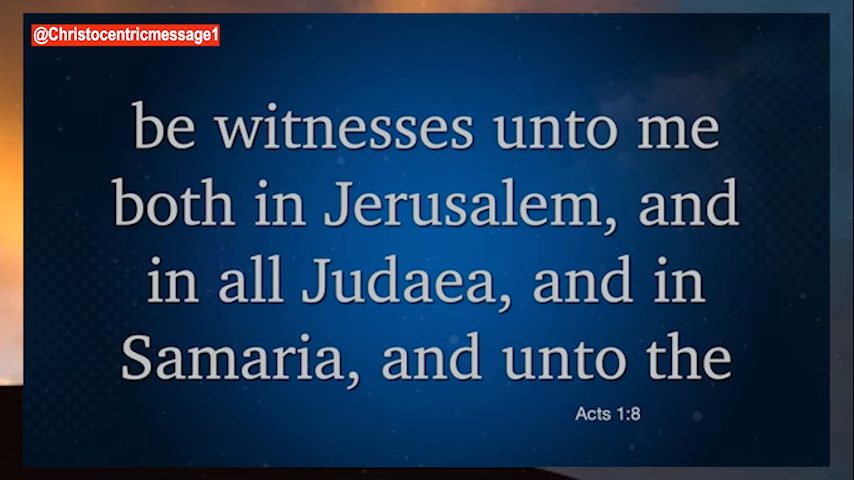 @Christocentricmessage1
be witnesses unto me
both in Jerusalem, and
in all Judaea, and in
Samaria, and unto the
Acts 1:8